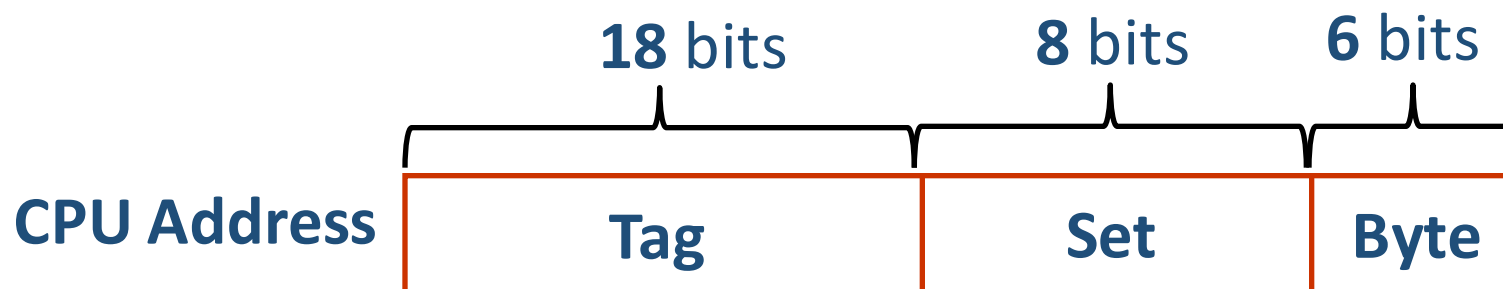 18 bits 8 bits 6 bits
CPU Address Tag Set Byte